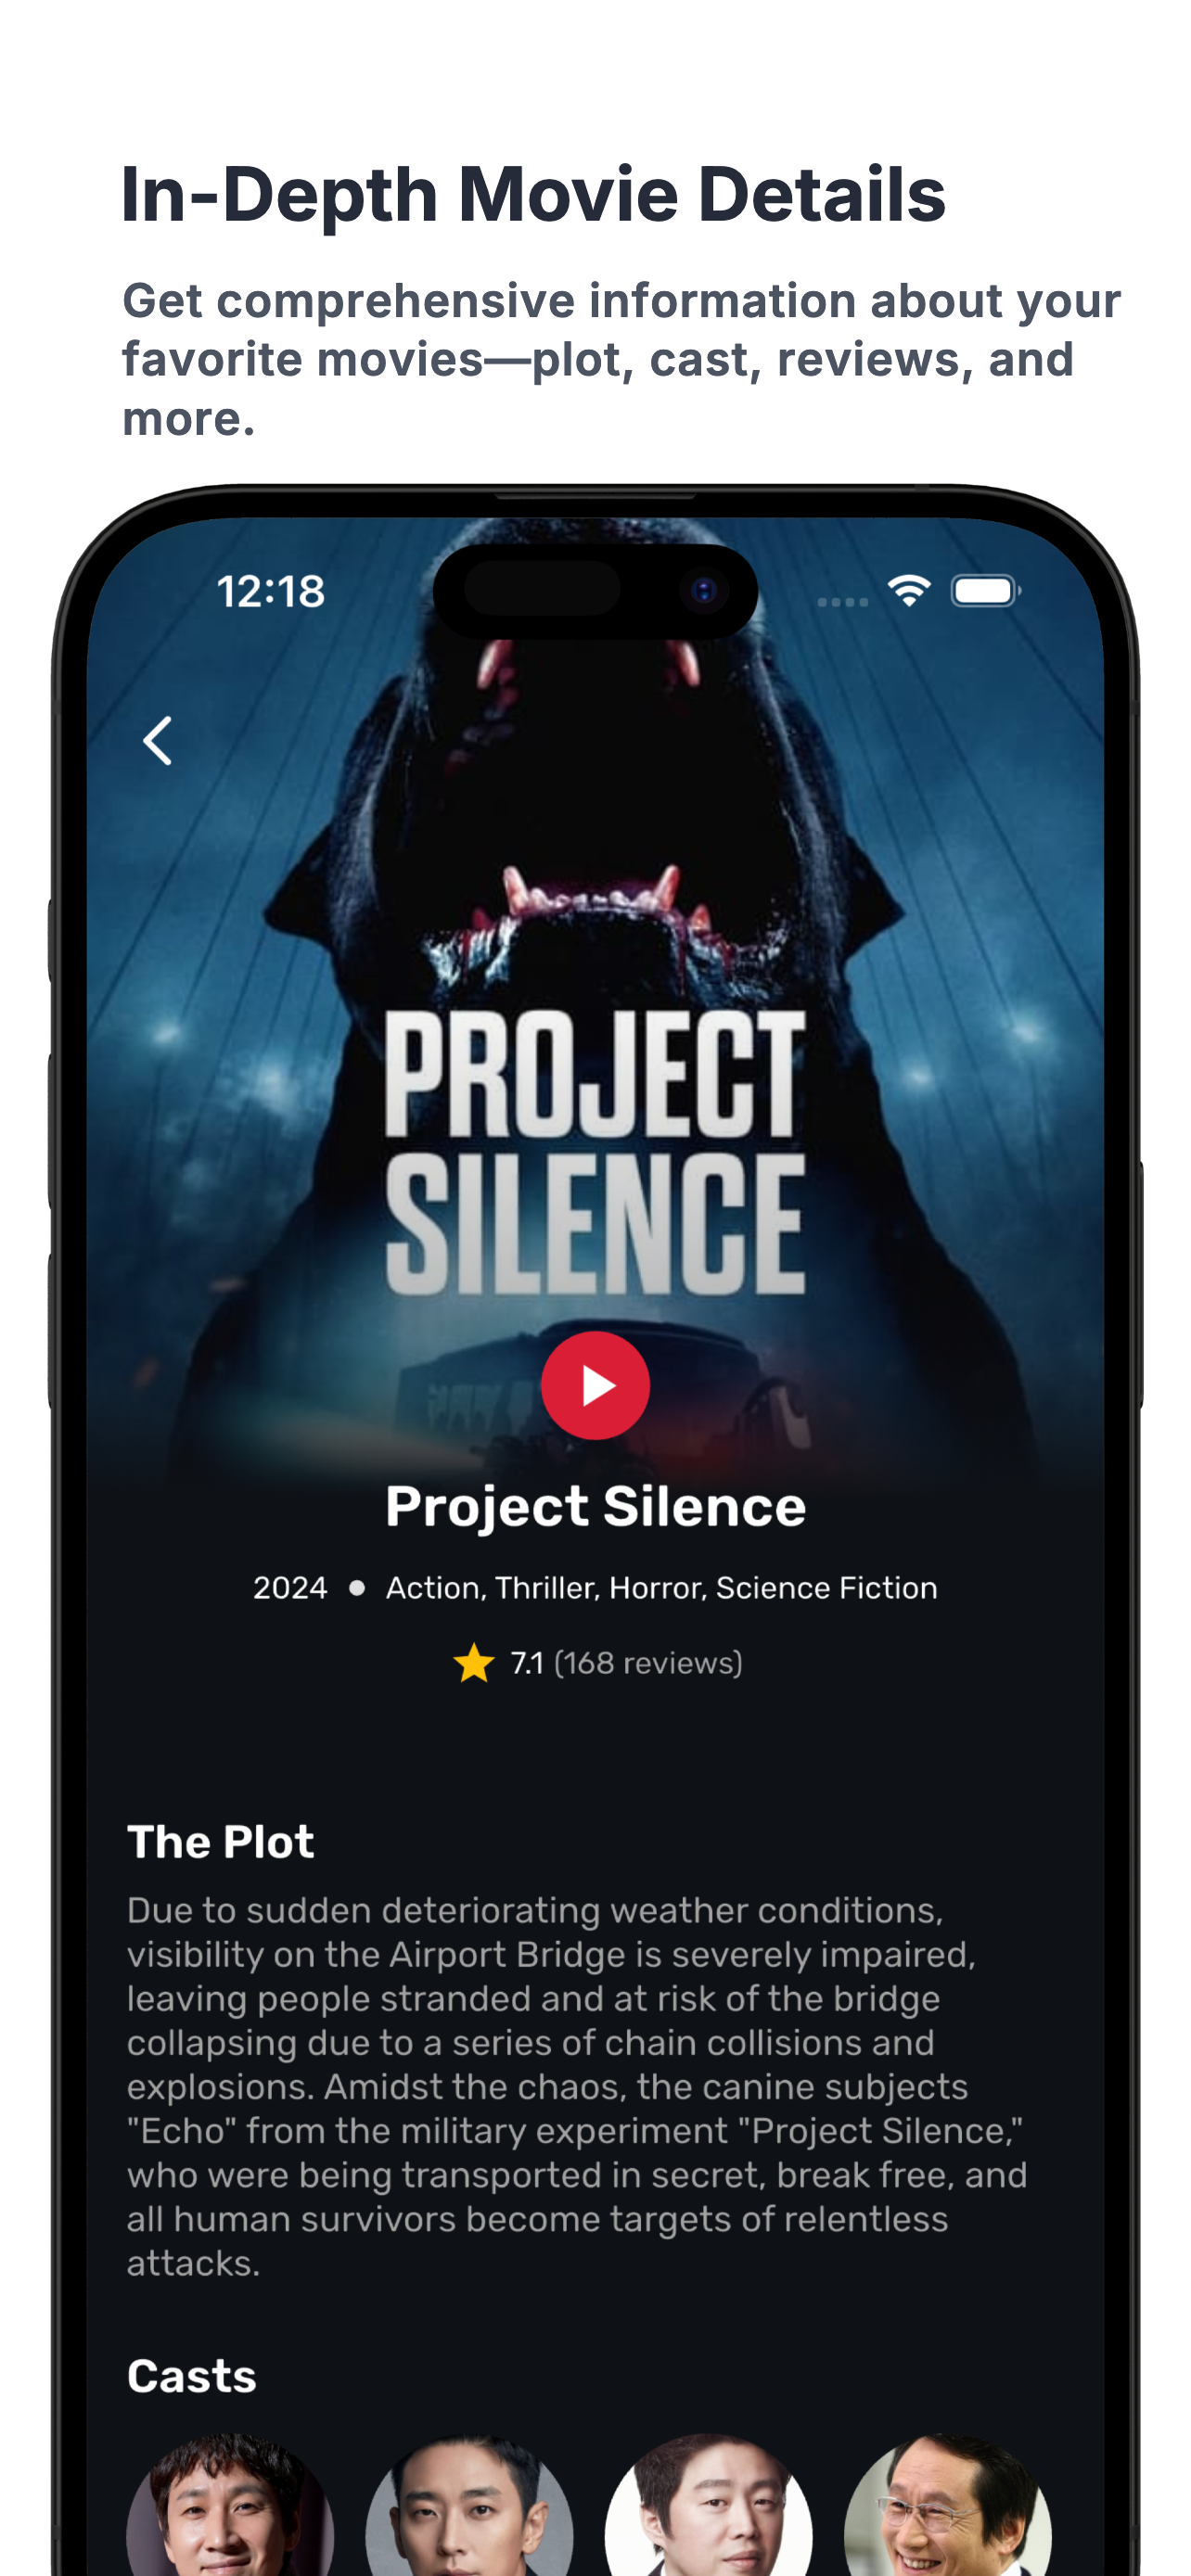 In-Depth Movie Details
Get comprehensive information about your
favorite movies—plot, cast, reviews, and
more.
12:18
PROJECT
SILENCE
Project Silence
2024 ● Action, Thriller, Horror, Science Fiction
7.1 (168 reviews)
The Plot
Due to sudden deteriorating weather conditions,
visibility on the Airport Bridge is severely impaired,
leaving people stranded and at risk of the bridge
collapsing due to a series of chain collisions and
explosions. Amidst the chaos, the canine subjects
"Echo" from the military experiment "Project Silence,"
who were being transported in secret, break free, and
all human survivors become targets of relentless
attacks.
Casts